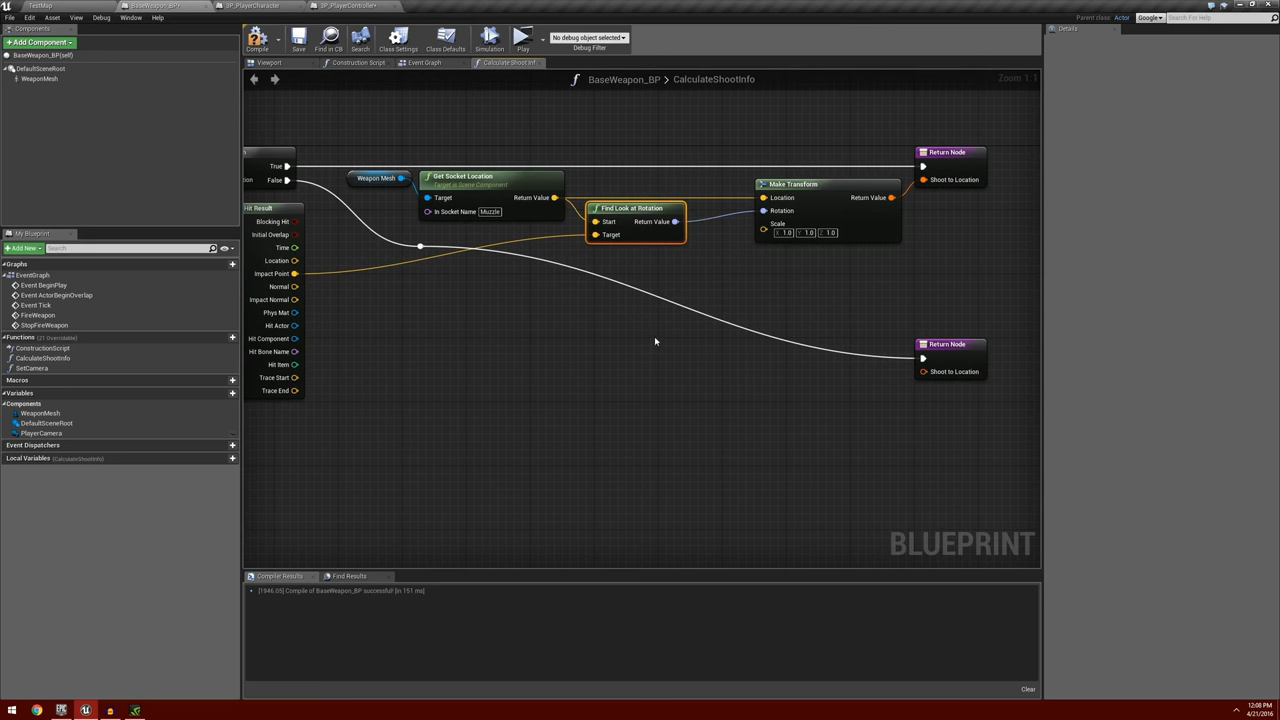 TestMap
BaseWeapon_BP*
3P_PlayerCharacter
3P_PlayerController*
File
Edit
Asset
View
Debug
Window
Help
Parent class: Actor
Google
Search For Help
Components
+ Add Component
BaseWeapon_BP(self)
DefaultSceneRoot
WeaponMesh
Compile
Save
Find in CB
Search
Class Settings
Class Defaults
Simulation
Play
No debug object selected
Debug Filter
Details
Viewport
Construction Script
Event Graph
BaseWeapon_BP > CalculateShootInfo
Zoom 1:1
True
False
Hit Result
Blocking Hit
Initial Overlap
Time
Location
Impact Point
Normal
Impact Normal
Phys Mat
Hit Actor
Hit Component
Hit Bone Name
Hit Item
Trace Start
Trace End
Weapon Mesh
Get Socket Location
Target is Scene Component
Target
Return Value
In Socket Name Muzzle
Find Look at Rotation
Start
Return Value
Target
Make Transform
Location
Return Value
Rotation
Scale
X 1.0 Y 1.0 Z 1.0
Return Node
Shoot to Location
Return Node
Shoot to Location
BLUEPRINT
My Blueprint
+ Add New
Search
Graphs
EventGraph
Event BeginPlay
Event ActorBeginOverlap
Event Tick
FireWeapon
StopFireWeapon
Functions (21 Overridable)
ConstructionScript
CalculateShootInfo
SetCamera
Macros
Variables
Components
WeaponMesh
DefaultSceneRoot
PlayerCamera
Event Dispatchers
Local Variables (CalculateShootInfo)
Compiler Results
Find Results
[1946.05] Compile of BaseWeapon_BP successful! [in 151 ms]
Clear
12:08 PM
4/21/2016